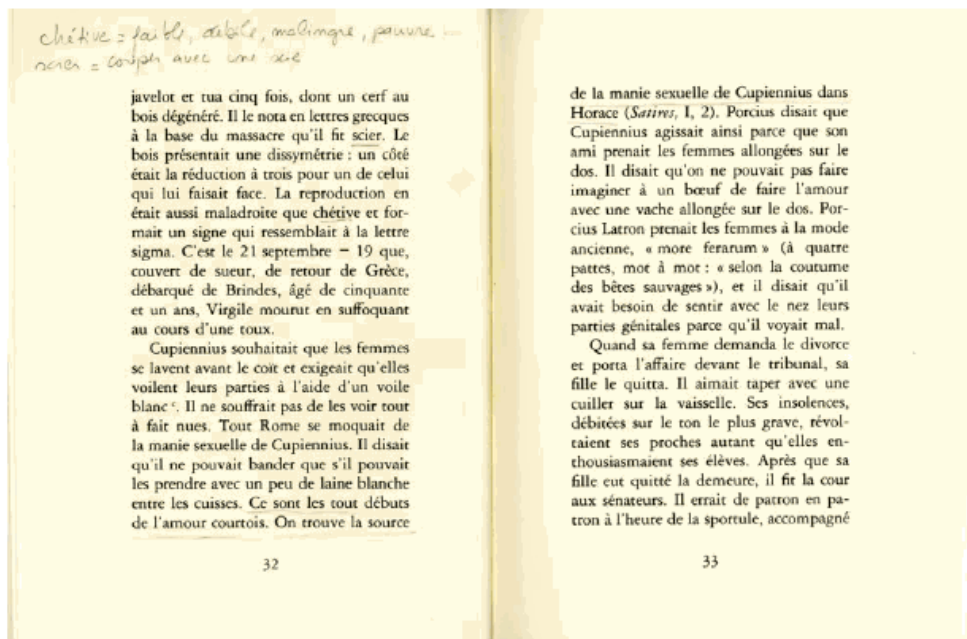 chétive = faible, débile, malingre, pauvre
scier = couper avec une scie
javelot et tua cinq fois, dont un cerf au
bois dégénéré. Il le nota en lettres grecques
à la base du massacre qu'il fit scier. Le
bois présentait une dissymétrie : un côté
était la réduction à trois pour un de celui
qui lui faisait face. La reproduction en
était aussi maladroite que chétive et for-
mait un signe qui ressemblait à la lettre
sigma. C'est le 21 septembre – 19 que,
couvert de sueur, de retour de Grèce,
débarqué de Brindes, âgé de cinquante
et un ans, Virgile mourut en suffoquant
au cours d'une toux.
Cupiennius souhaitait que les femmes
se lavent avant le coït et exigeait qu'elles
voilent leurs parties à l'aide d'un voile
blanc. Il ne souffrait pas de les voir tout
à fait nues. Tout Rome se moquait de
la manie sexuelle de Cupiennius. Il disait
qu'il ne pouvait bander que s'il pouvait
les prendre avec un peu de laine blanche
entre les cuisses. Ce sont les tout débuts
de l'amour courtois. On trouve la source
32
de la manie sexuelle de Cupiennius dans
Horace (Satires, I, 2). Porcius disait que
Cupiennius agissait ainsi parce que son
ami prenait les femmes allongées sur le
dos. Il disait qu'on ne pouvait pas faire
imaginer à un bœuf de faire l'amour
avec une vache allongée sur le dos. Por-
cius Latron prenait les femmes à la mode
ancienne, « more ferarum » (à quatre
pattes, mot à mot : « selon la coutume
des bêtes sauvages »), et il disait qu'il
avait besoin de sentir avec le nez leurs
parties génitales parce qu'il voyait mal.
Quand sa femme demanda le divorce
et porta l'affaire devant le tribunal, sa
fille le quitta. Il aimait taper avec une
cuiller sur la vaisselle. Ses insolences,
débitées sur le ton le plus grave, révol-
taient ses proches autant qu'elles en-
thousiasmaient ses élèves. Après que sa
fille eut quitté la demeure, il fit la cour
aux sénateurs. Il errait de patron en pa-
tron à l'heure de la sportule, accompagné
33